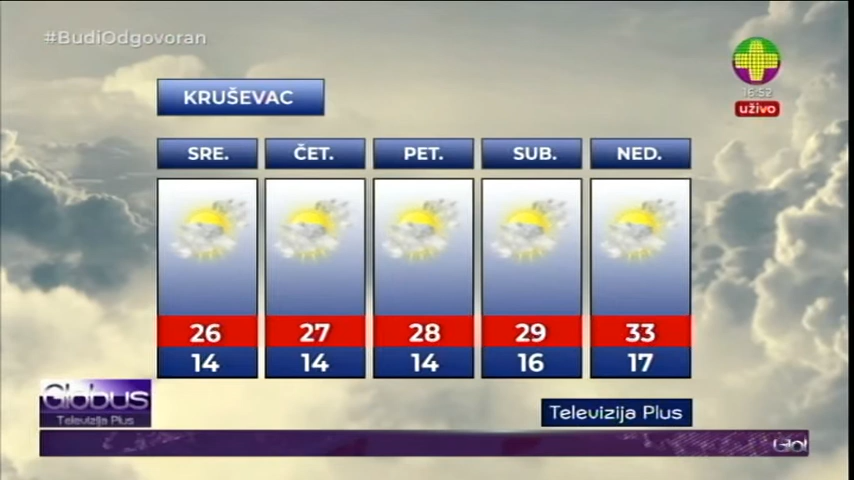 #BudiOdgovoran
16:52
uživo
KRUŠEVAC
SRE. ČET. PET. SUB. NED.
26 27 28 29 33
14 14 14 16 17
Globus
Televizija Plus
Televizija Plus
Glo